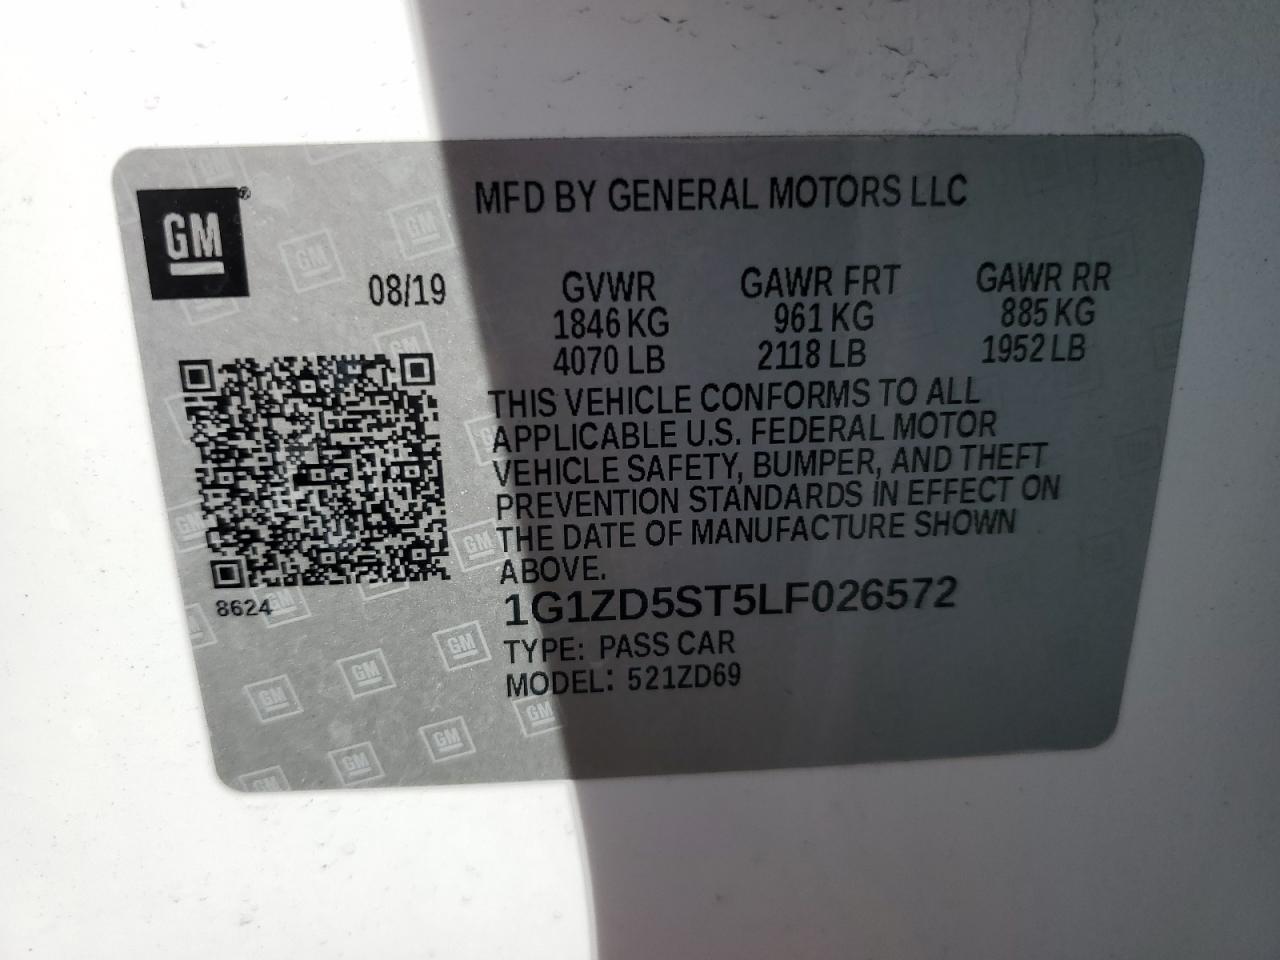 GM®
MFD BY GENERAL MOTORS LLC
08/19
GVWR GAWR FRT GAWR RR
1846 KG 961 KG 885 KG
4070 LB 2118 LB 1952 LB
THIS VEHICLE CONFORMS TO ALL
APPLICABLE U.S. FEDERAL MOTOR
VEHICLE SAFETY, BUMPER, AND THEFT
PREVENTION STANDARDS IN EFFECT ON
THE DATE OF MANUFACTURE SHOWN
ABOVE.
8624
1G1ZD5ST5LF026572
TYPE: PASS CAR
MODEL: 521ZD69